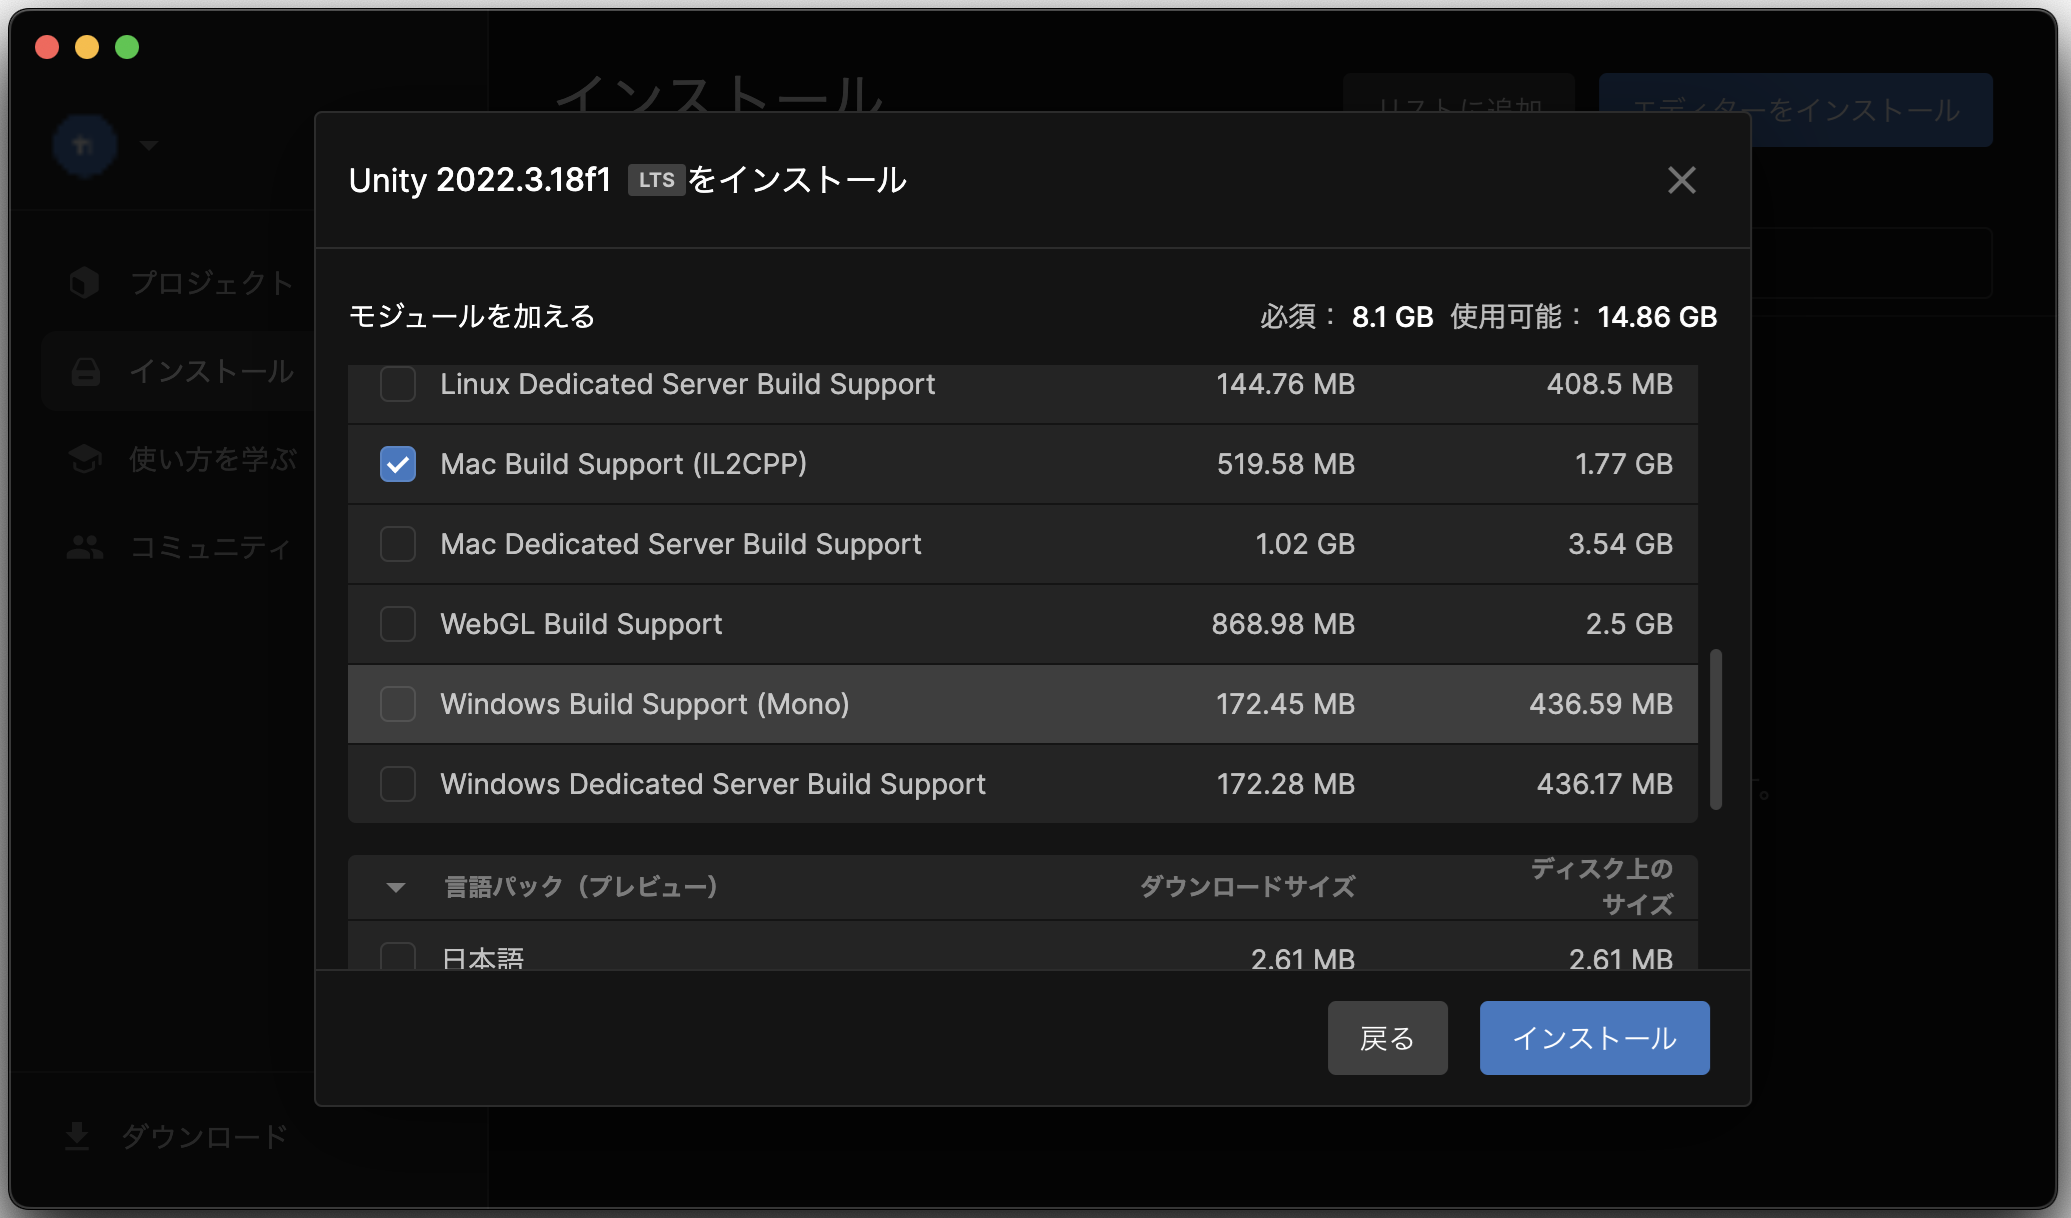 インストール
リストに追加
エディターをインストール
Unity 2022.3.18f1 LTS をインストール
プロジェクト
インストール
使い方を学ぶ
コミュニティ
ダウンロード
モジュールを加える
必須： 8.1 GB 使用可能： 14.86 GB
Linux Dedicated Server Build Support 144.76 MB 408.5 MB
Mac Build Support (IL2CPP) 519.58 MB 1.77 GB
Mac Dedicated Server Build Support 1.02 GB 3.54 GB
WebGL Build Support 868.98 MB 2.5 GB
Windows Build Support (Mono) 172.45 MB 436.59 MB
Windows Dedicated Server Build Support 172.28 MB 436.17 MB
言語パック（プレビュー） ダウンロードサイズ ディスク上の
サイズ
日本語 2.61 MB 2.61 MB
戻る
インストール